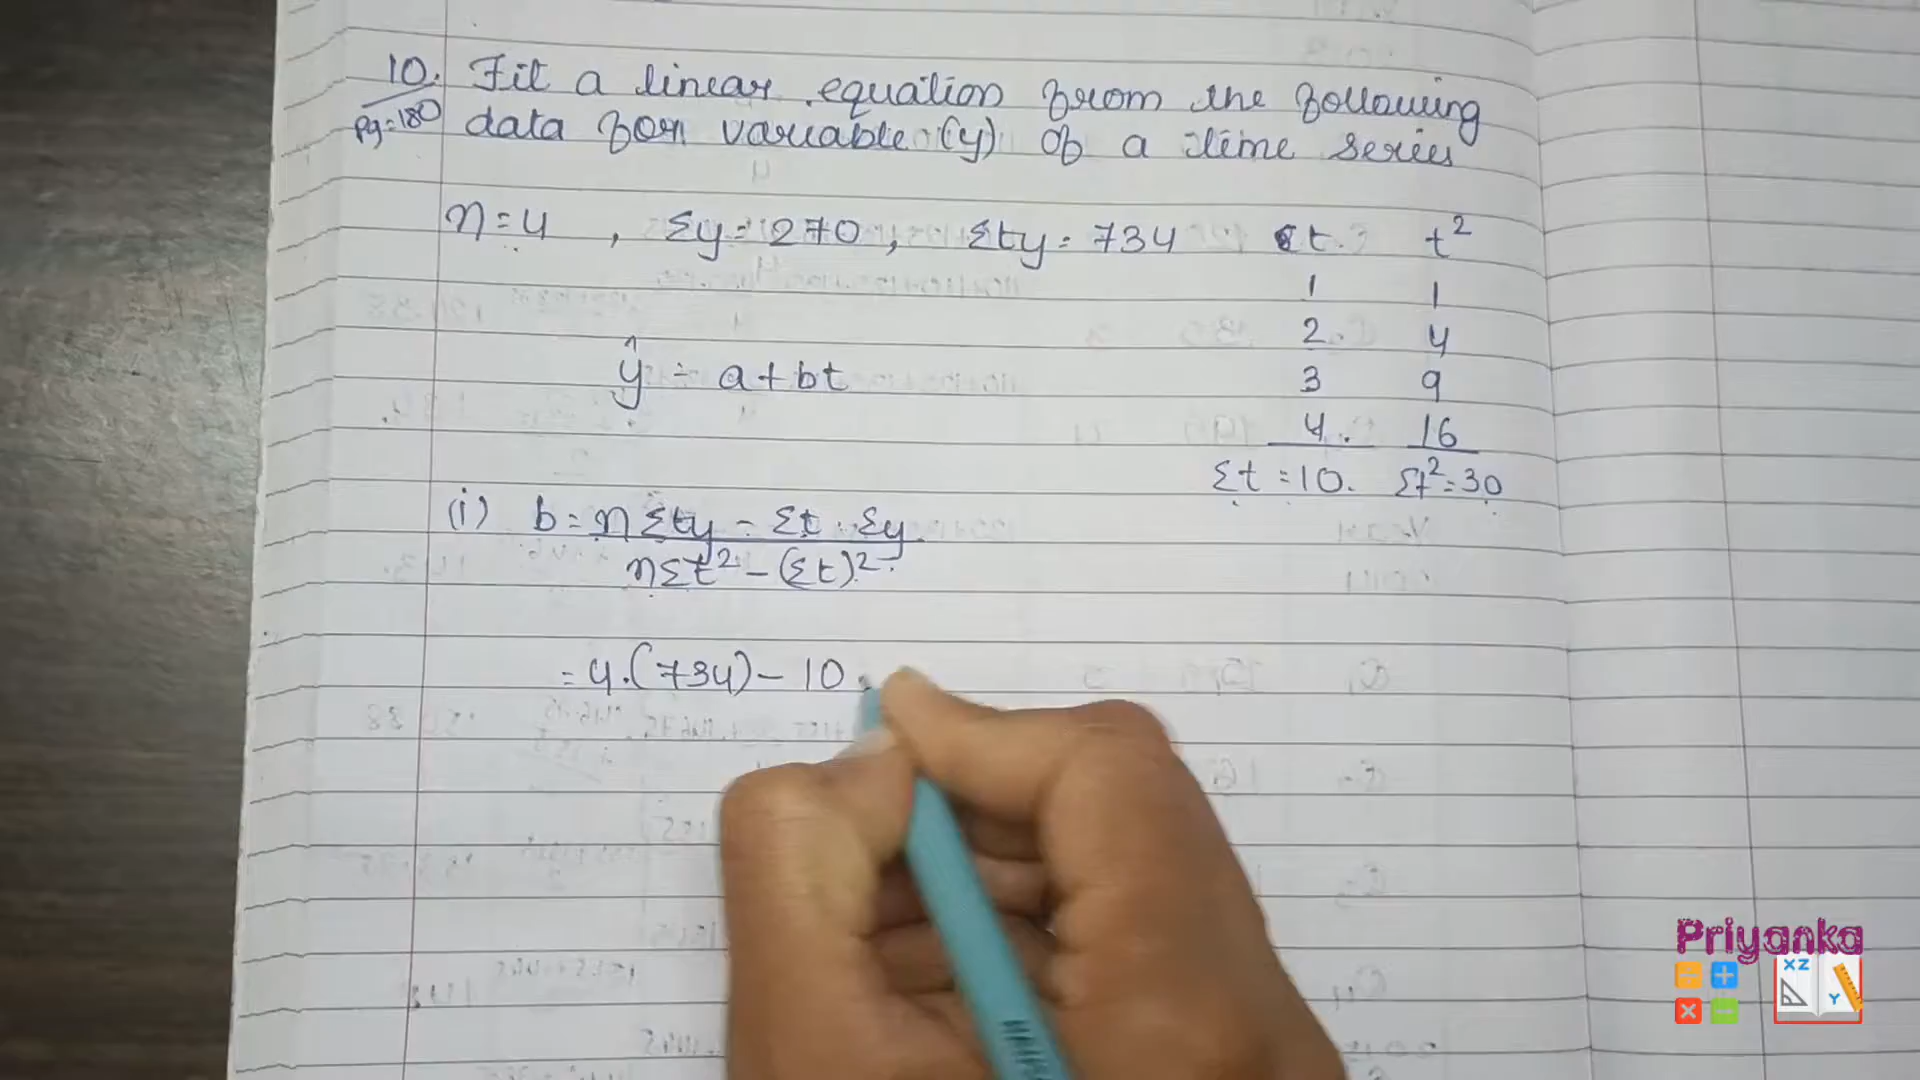 10. Fit a linear equation from the following
Pg=180 data for variable (y) of a time series
n=4 , Σy=270, Σty=734 t. t²
1 1
2. 4
ŷ = a+bt 3 9
4. 16
Σt=10. Σt²=30
(i) b = nΣty - Σt·Σy
nΣt² - (Σt)²
= 4.(734) - 10.
Priyanka
XZ
Y